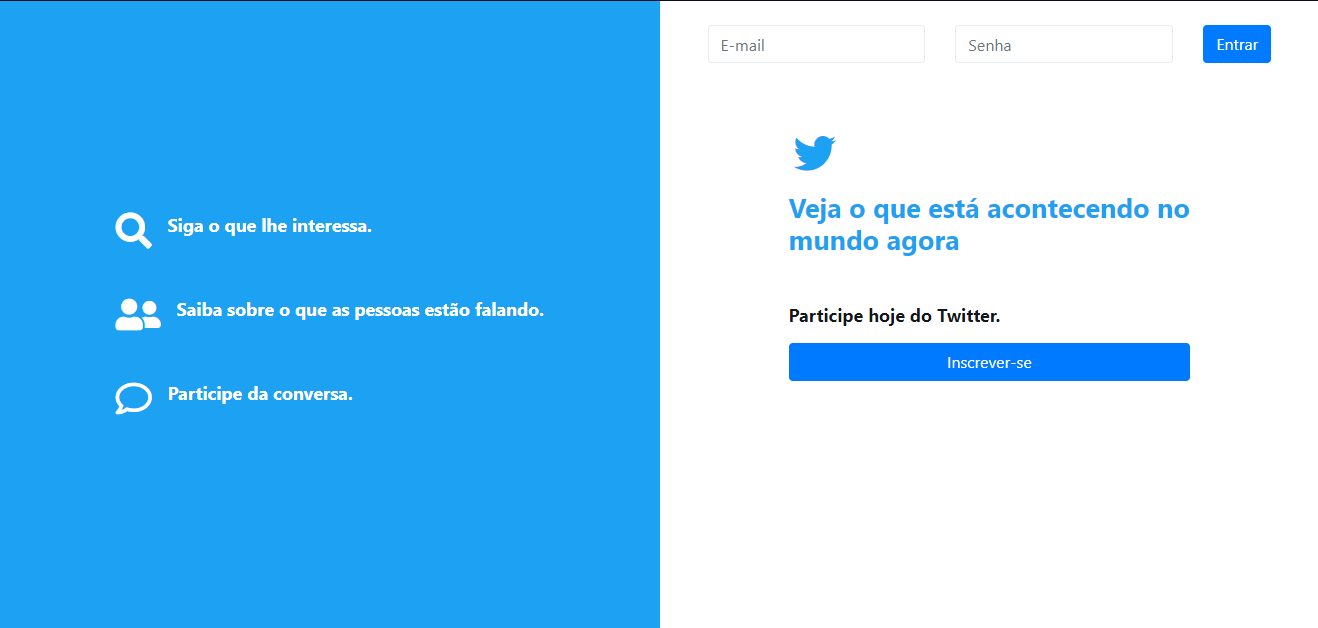 Siga o que lhe interessa.
Saiba sobre o que as pessoas estão falando.
Participe da conversa.
E-mail
Senha
Entrar
Veja o que está acontecendo no
mundo agora
Participe hoje do Twitter.
Inscrever-se